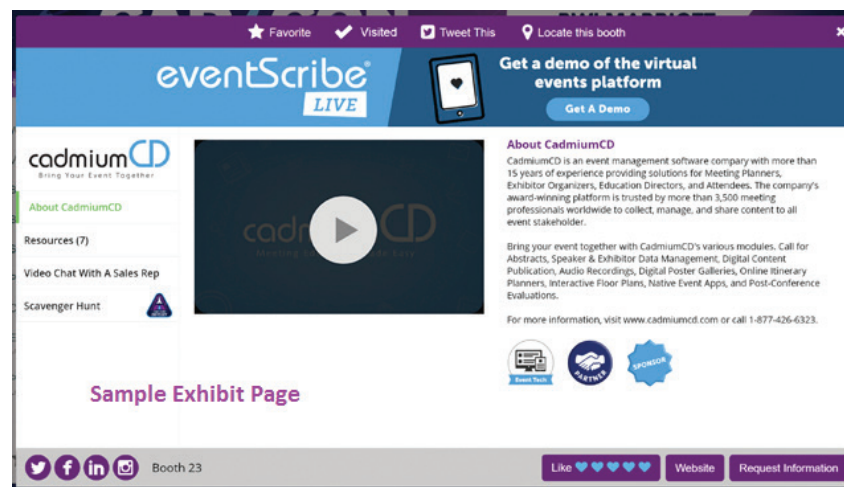 Favorite
Visited
Tweet This
Locate this booth
eventScribe®
LIVE
Get a demo of the virtual
events platform
Get A Demo
cadmiumCD
Bring Your Event Together
About CadmiumCD
Resources (7)
Video Chat With A Sales Rep
Scavenger Hunt
About CadmiumCD
CadmiumCD is an event management software company with more than
15 years of experience providing solutions for Meeting Planners,
Exhibitor Organizers, Education Directors, and Attendees. The company's
award-winning platform is trusted by more than 3,500 meeting
professionals worldwide to collect, manage, and share content to all
event stakeholder.
Bring your event together with CadmiumCD's various modules. Call for
Abstracts, Speaker & Exhibitor Data Management, Digital Content
Publication, Audio Recordings, Digital Poster Galleries, Online Itinerary
Planners, Interactive Floor Plans, Native Event Apps, and Post-Conference
Evaluations.
For more information, visit www.cadmiumcd.com or call 1-877-426-6323.
Event Tech
PARTNER
SPONSOR
Sample Exhibit Page
Booth 23
Like
Website
Request Information